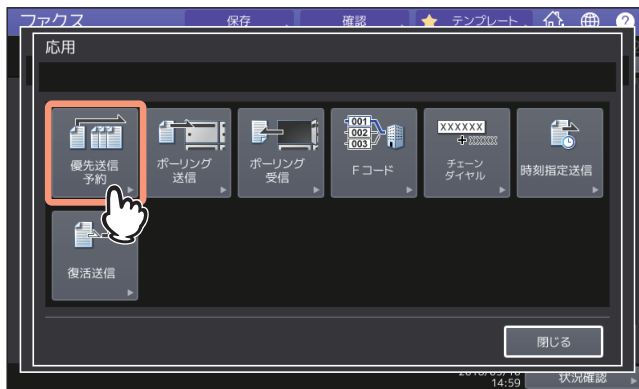 ファクス 保存 確認 テンプレート ?
応用
優先送信
予約
ポーリング
送信
ポーリング
受信
001
002
003
Fコード
XXXXXX
+XXXXXX
チェーン
ダイヤル
時刻指定送信
復活送信
閉じる
14:59
状況確認